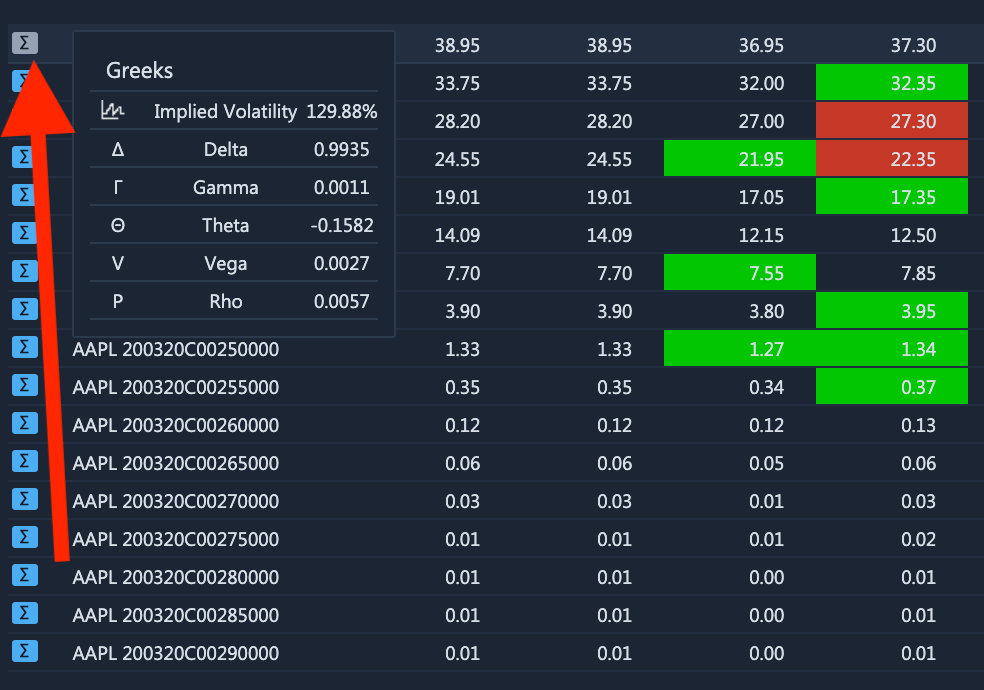 Σ 38.95 38.95 36.95 37.30
Greeks
Σ 33.75 33.75 32.00 32.35
Implied Volatility 129.88% 28.20 28.20 27.00 27.30
Σ Δ Delta 0.9935 24.55 24.55 21.95 22.35
Σ Γ Gamma 0.0011 19.01 19.01 17.05 17.35
Σ Θ Theta -0.1582 14.09 14.09 12.15 12.50
Σ V Vega 0.0027 7.70 7.70 7.55 7.85
Σ P Rho 0.0057 3.90 3.90 3.80 3.95
Σ AAPL 200320C00250000 1.33 1.33 1.27 1.34
Σ AAPL 200320C00255000 0.35 0.35 0.34 0.37
Σ AAPL 200320C00260000 0.12 0.12 0.12 0.13
Σ AAPL 200320C00265000 0.06 0.06 0.05 0.06
Σ AAPL 200320C00270000 0.03 0.03 0.01 0.03
Σ AAPL 200320C00275000 0.01 0.01 0.01 0.02
Σ AAPL 200320C00280000 0.01 0.01 0.00 0.01
Σ AAPL 200320C00285000 0.01 0.01 0.00 0.01
Σ AAPL 200320C00290000 0.01 0.01 0.00 0.01